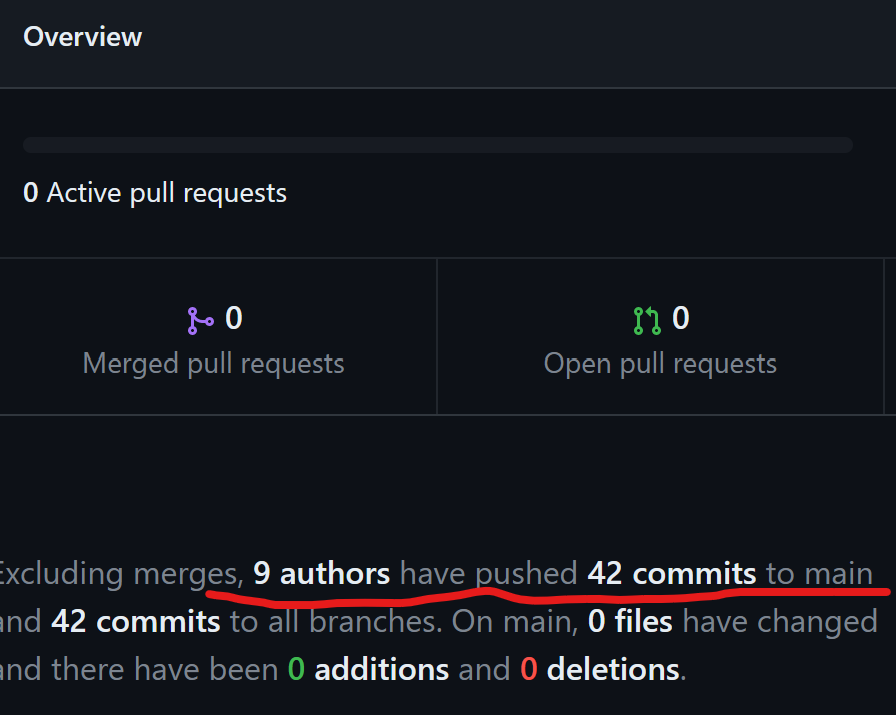 Overview
0 Active pull requests
0
Merged pull requests
0
Open pull requests
Excluding merges, 9 authors have pushed 42 commits to main
and 42 commits to all branches. On main, 0 files have changed
and there have been 0 additions and 0 deletions.